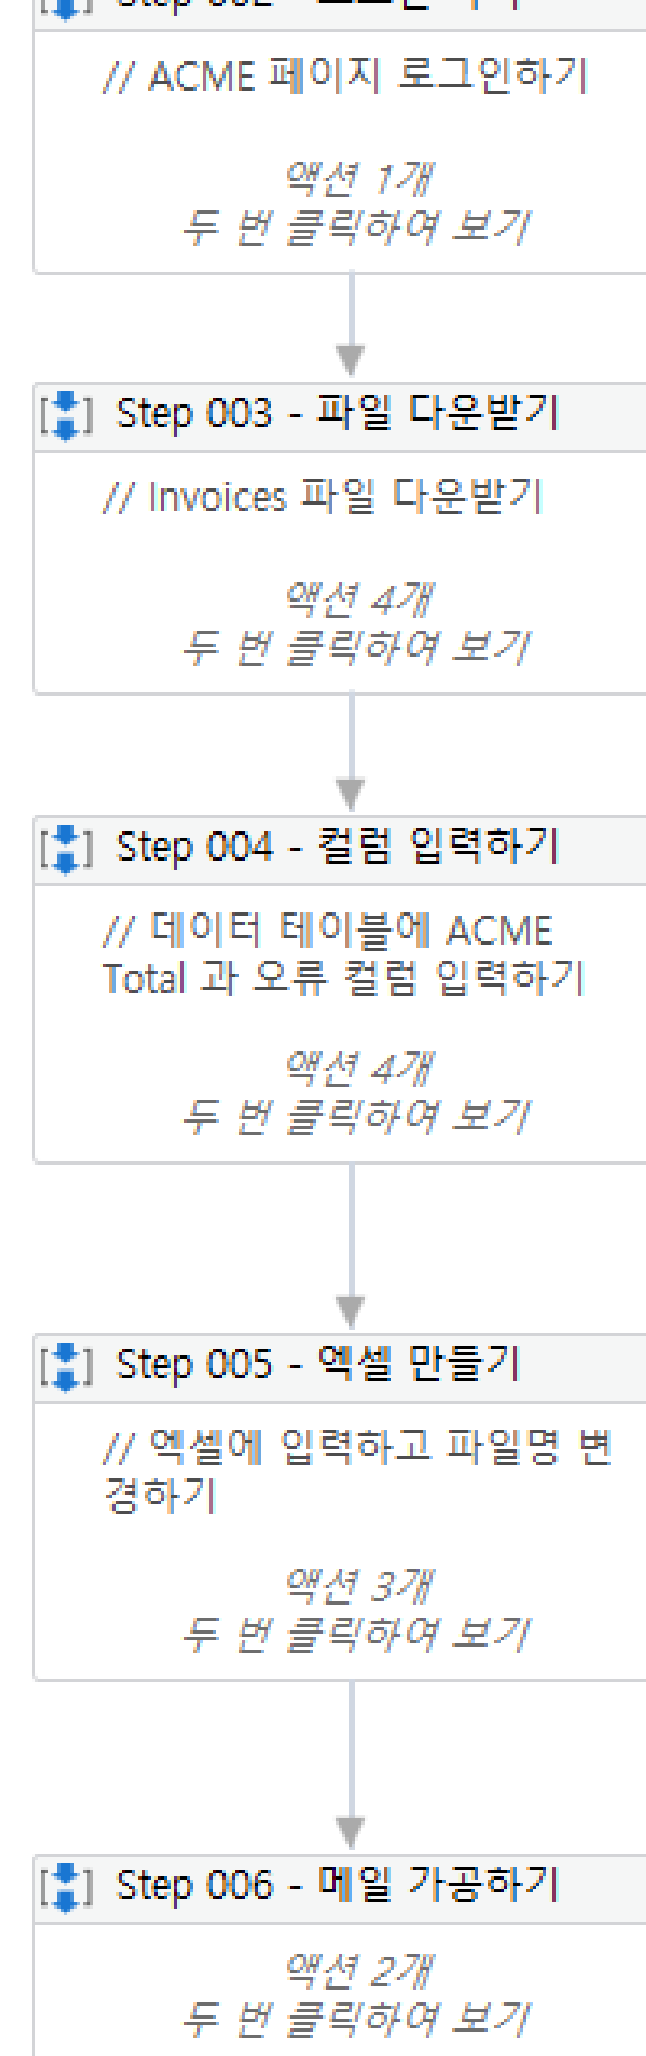 // ACME 페이지 로그인하기
액션 1개
두 번 클릭하여 보기
Step 003 - 파일 다운받기
// Invoices 파일 다운받기
액션 4개
두 번 클릭하여 보기
Step 004 - 컬럼 입력하기
// 데이터 테이블에 ACME
Total 과 오류 컬럼 입력하기
액션 4개
두 번 클릭하여 보기
Step 005 - 엑셀 만들기
// 엑셀에 입력하고 파일명 변
경하기
액션 3개
두 번 클릭하여 보기
Step 006 - 메일 가공하기
액션 2개
두 번 클릭하여 보기